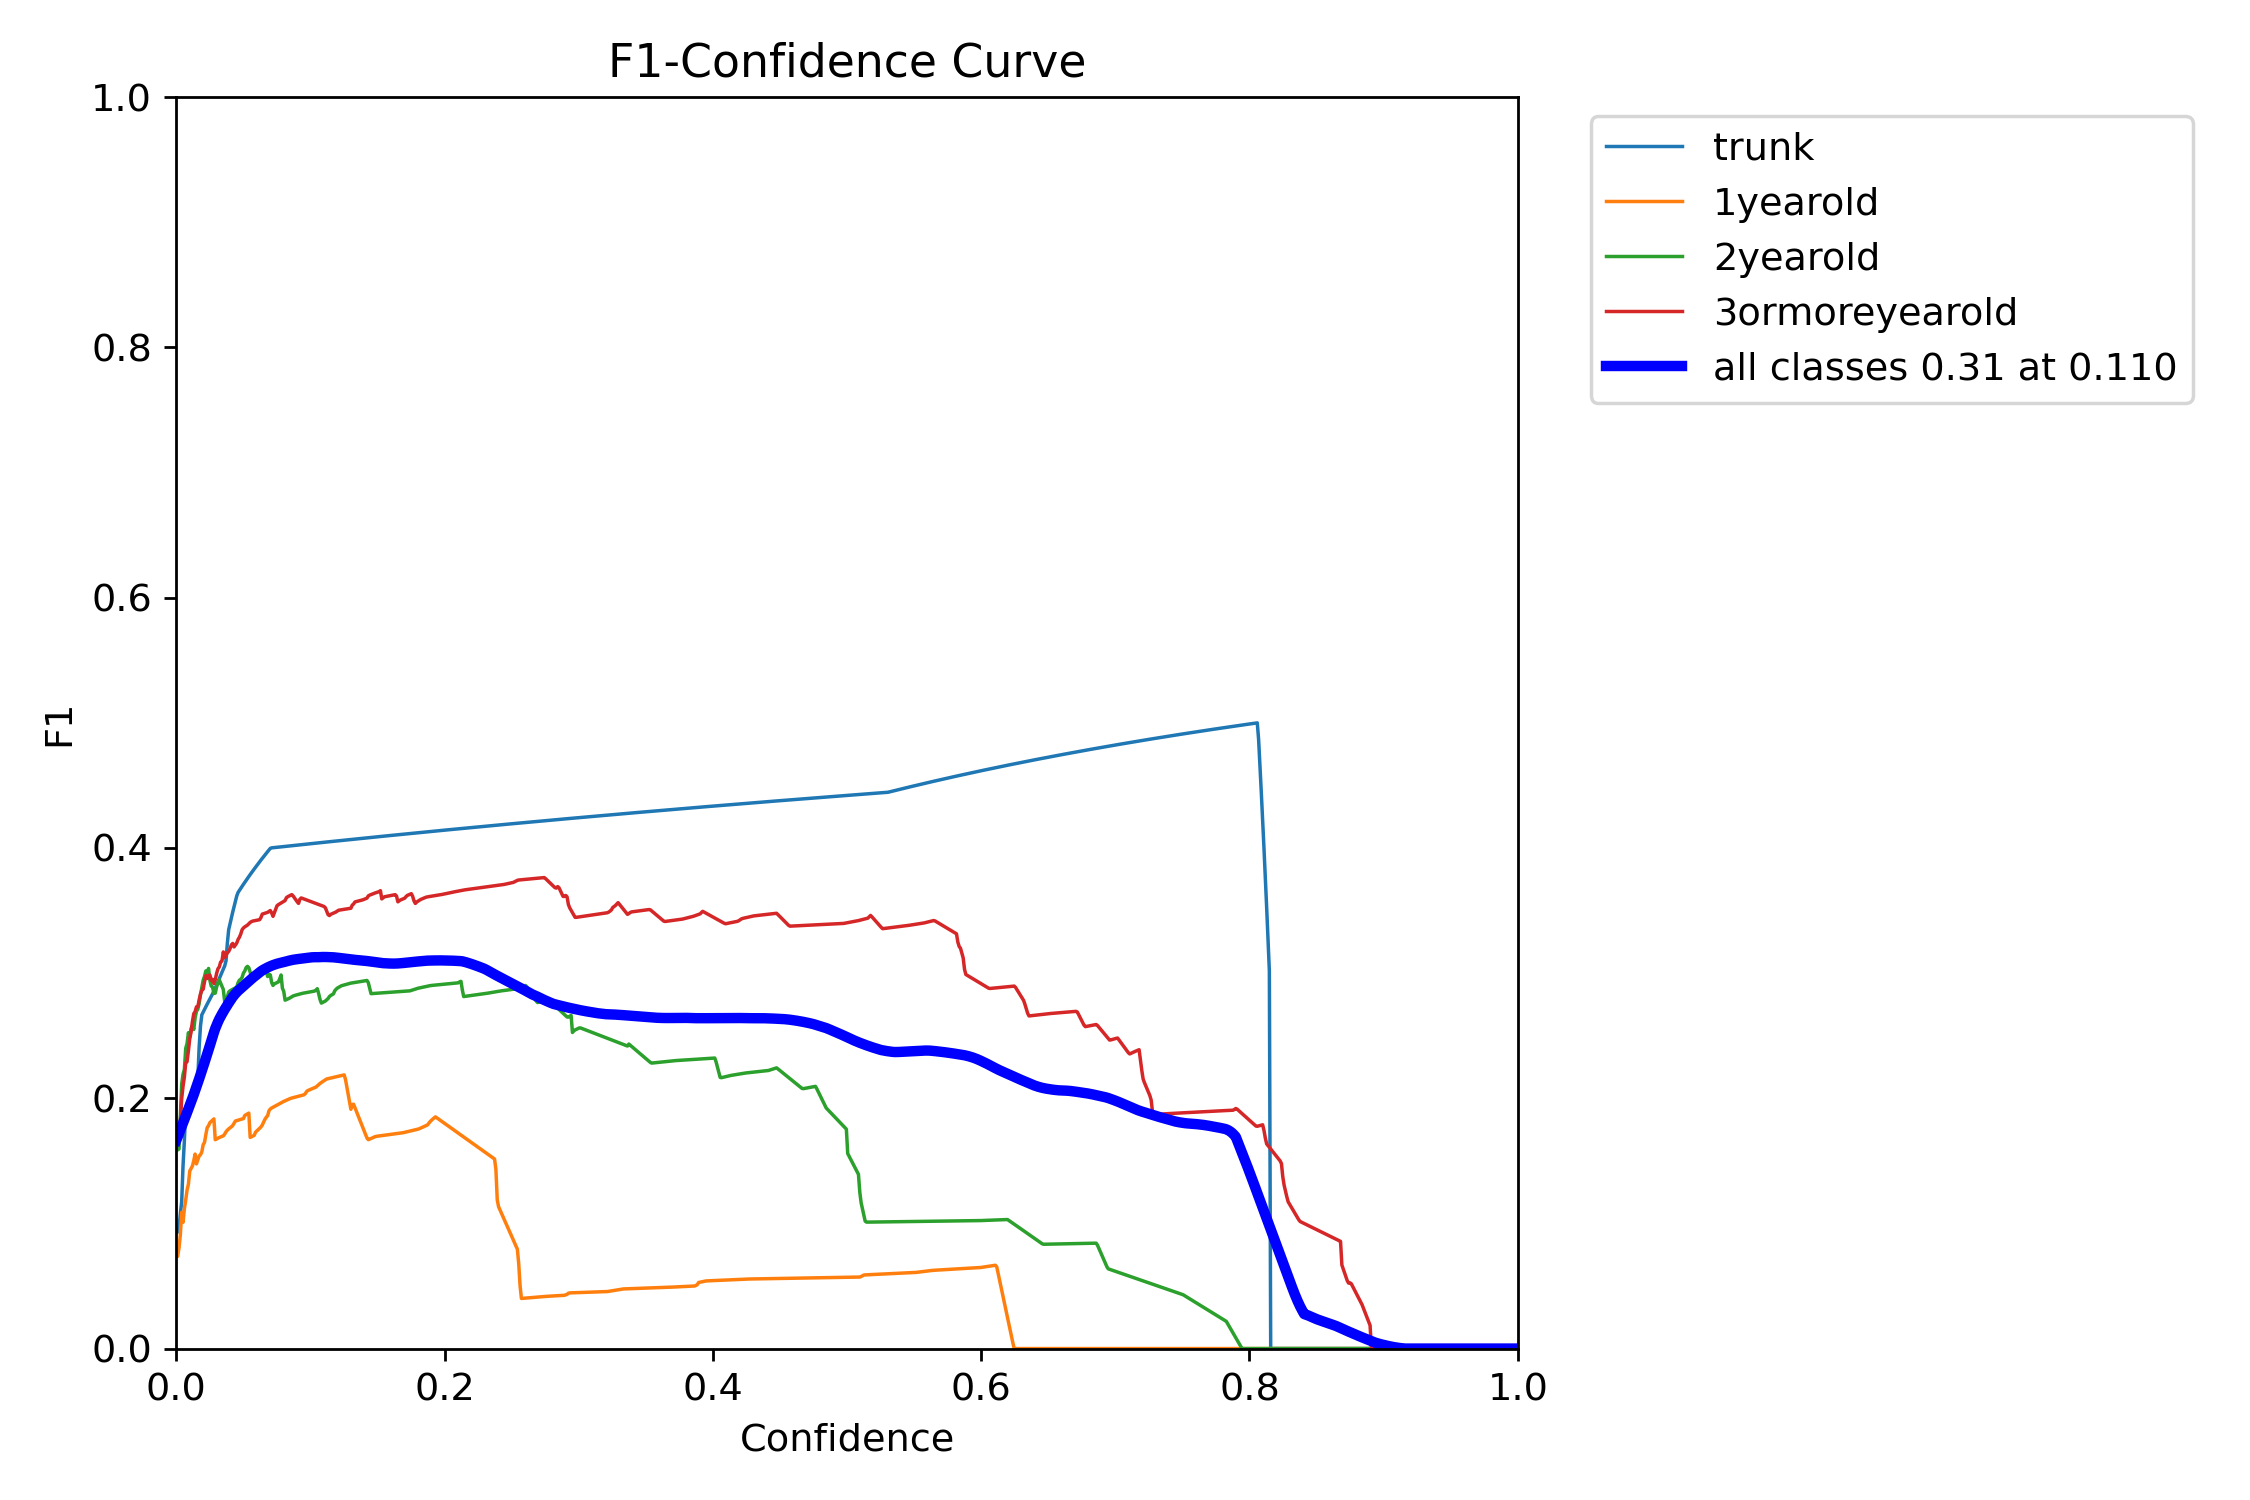 F1-Confidence Curve
1.0
0.8
0.6
0.4
0.2
0.0
F1
0.0 0.2 0.4 0.6 0.8 1.0
Confidence
trunk
1yearold
2yearold
3ormoreyearold
all classes 0.31 at 0.110